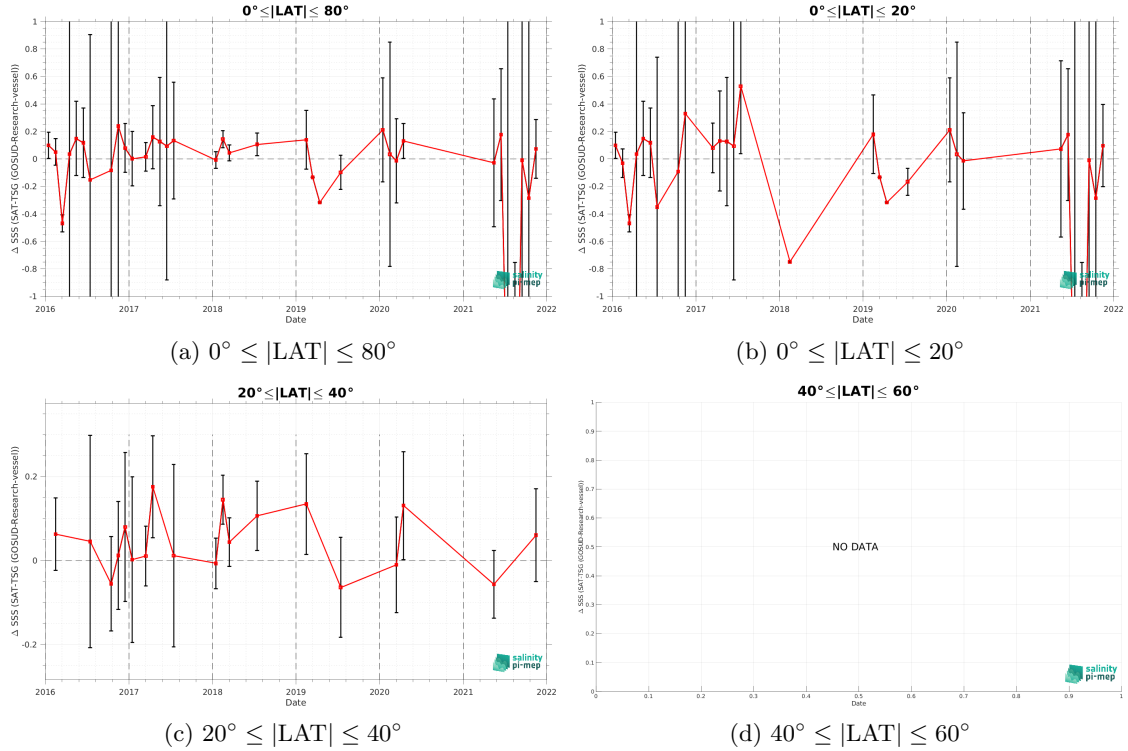 0°≤|LAT|≤ 80°
Δ SSS (SAT-TSG (GOSUD-Research-vessel))
1
0.8
0.6
0.4
0.2
0
-0.2
-0.4
-0.6
-0.8
-1
2016 2017 2018 2019 2020 2021 2022
Date
salinity
pi-mep
(a) 0° ≤ |LAT| ≤ 80°
0°≤|LAT|≤ 20°
Δ SSS (SAT-TSG (GOSUD-Research-vessel))
1
0.8
0.6
0.4
0.2
0
-0.2
-0.4
-0.6
-0.8
-1
2016 2017 2018 2019 2020 2021 2022
Date
salinity
pi-mep
(b) 0° ≤ |LAT| ≤ 20°
20°≤|LAT|≤ 40°
Δ SSS (SAT-TSG (GOSUD-Research-vessel))
0.2
0
-0.2
2016 2017 2018 2019 2020 2021 2022
Date
salinity
pi-mep
(c) 20° ≤ |LAT| ≤ 40°
40°≤|LAT|≤ 60°
Δ SSS (SAT-TSG (GOSUD-Research-vessel))
1
0.9
0.8
0.7
0.6
0.5
0.4
0.3
0.2
0.1
0
NO DATA
0 0.1 0.2 0.3 0.4 0.5 0.6 0.7 0.8 0.9 1
Date
salinity
pi-mep
(d) 40° ≤ |LAT| ≤ 60°